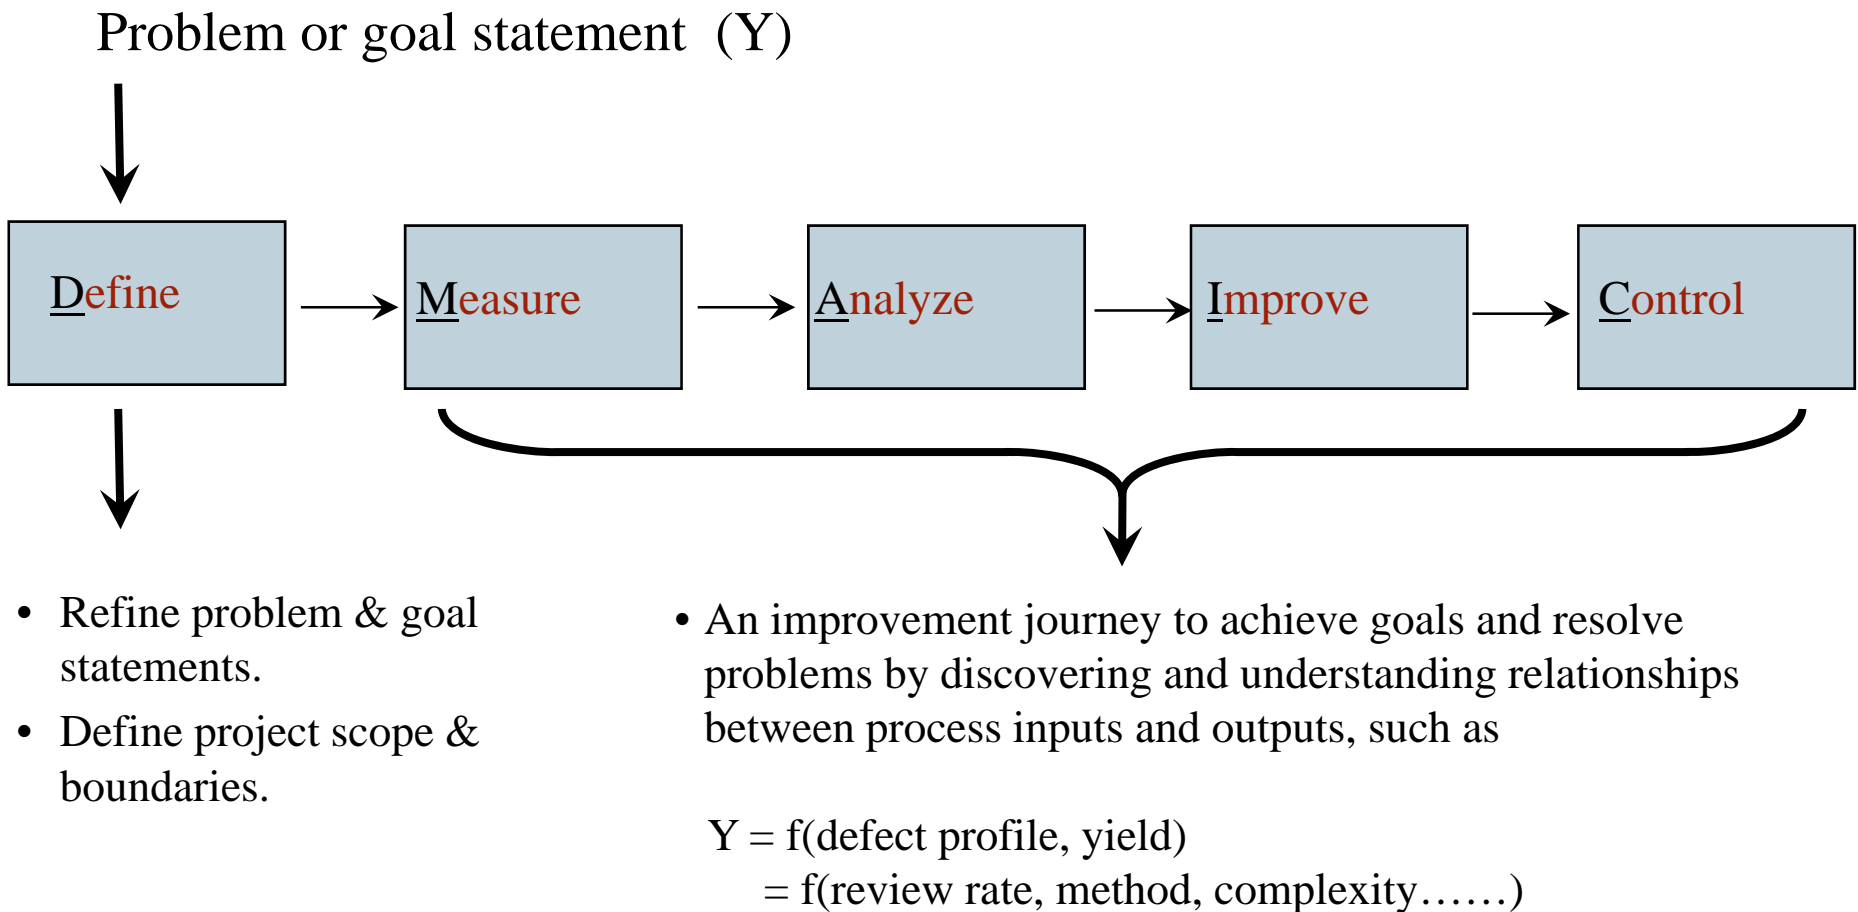 Problem or goal statement (Y)
Define
Measure
Analyze
Improve
Control
• Refine problem & goal
statements.
• Define project scope &
boundaries.
• An improvement journey to achieve goals and resolve
problems by discovering and understanding relationships
between process inputs and outputs, such as
Y = f(defect profile, yield)
= f(review rate, method, complexity……)